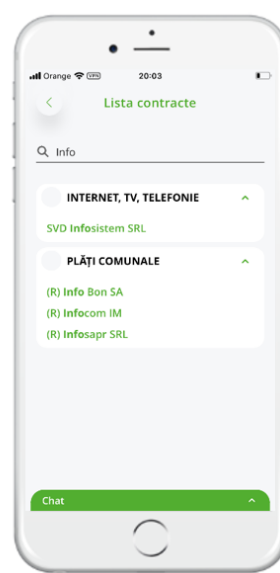 Orange VPN 20:03
Lista contracte
Info
INTERNET, TV, TELEFONIE
SVD Infosistem SRL
PLĂȚI COMUNALE
(R) Info Bon SA
(R) Infocom IM
(R) Infosapr SRL
Chat